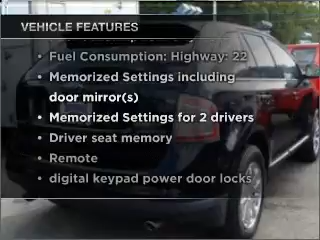 VEHICLE FEATURES
• Fuel Consumption: Highway: 22
• Memorized Settings including
door mirror(s)
• Memorized Settings for 2 drivers
• Driver seat memory
• Remote
• digital keypad power door locks